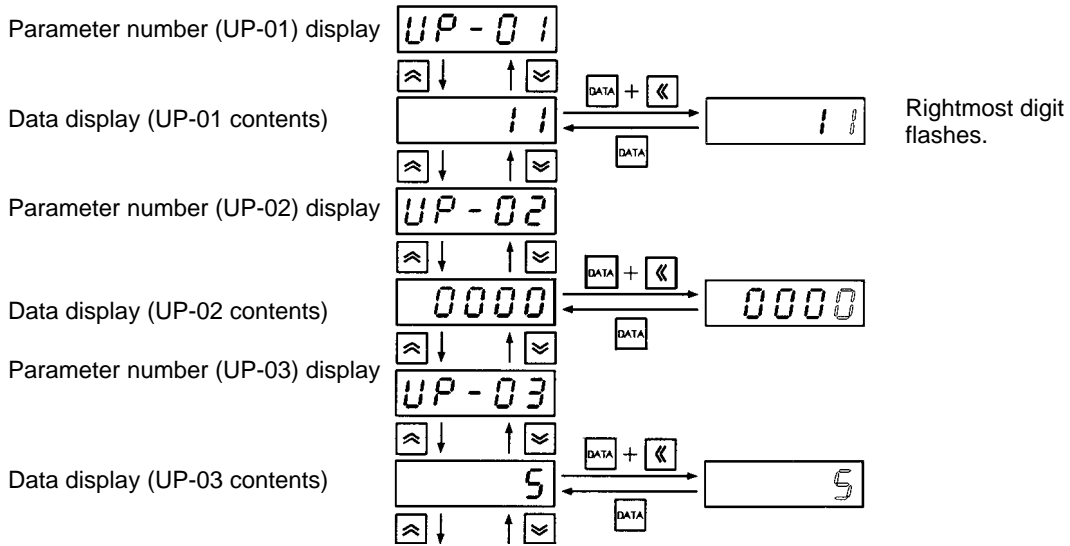 Parameter number (UP-01) display
UP-01
Data display (UP-01 contents)
11
DATA +
DATA
11
Rightmost digit
flashes.
Parameter number (UP-02) display
UP-02
Data display (UP-02 contents)
0000
DATA +
DATA
0000
Parameter number (UP-03) display
UP-03
Data display (UP-03 contents)
5
DATA +
DATA
5